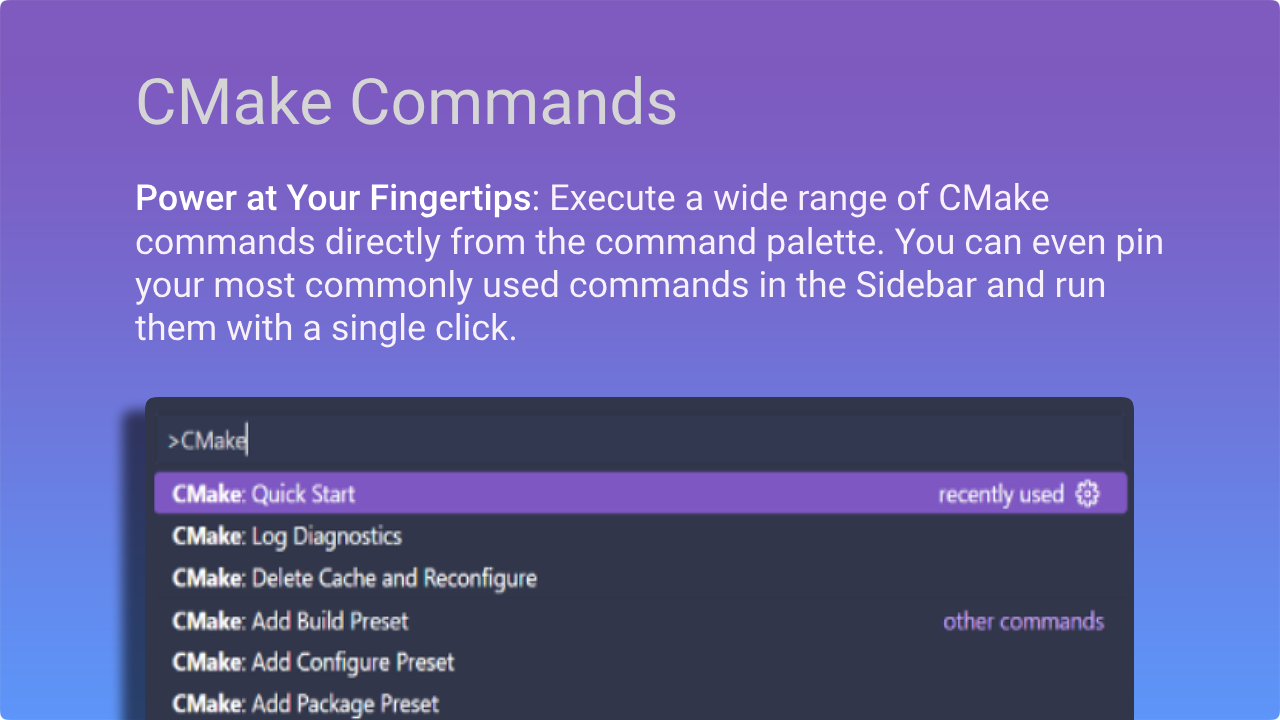 CMake Commands
Power at Your Fingertips: Execute a wide range of CMake
commands directly from the command palette. You can even pin
your most commonly used commands in the Sidebar and run
them with a single click.
>CMake
CMake: Quick Start recently used
CMake: Log Diagnostics
CMake: Delete Cache and Reconfigure
CMake: Add Build Preset other commands
CMake: Add Configure Preset
CMake: Add Package Preset